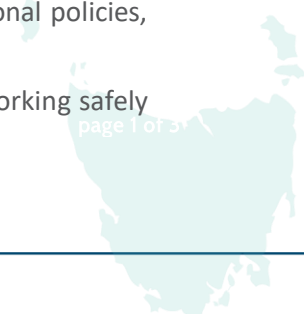 onal policies,
orking safely
page 1 of 3